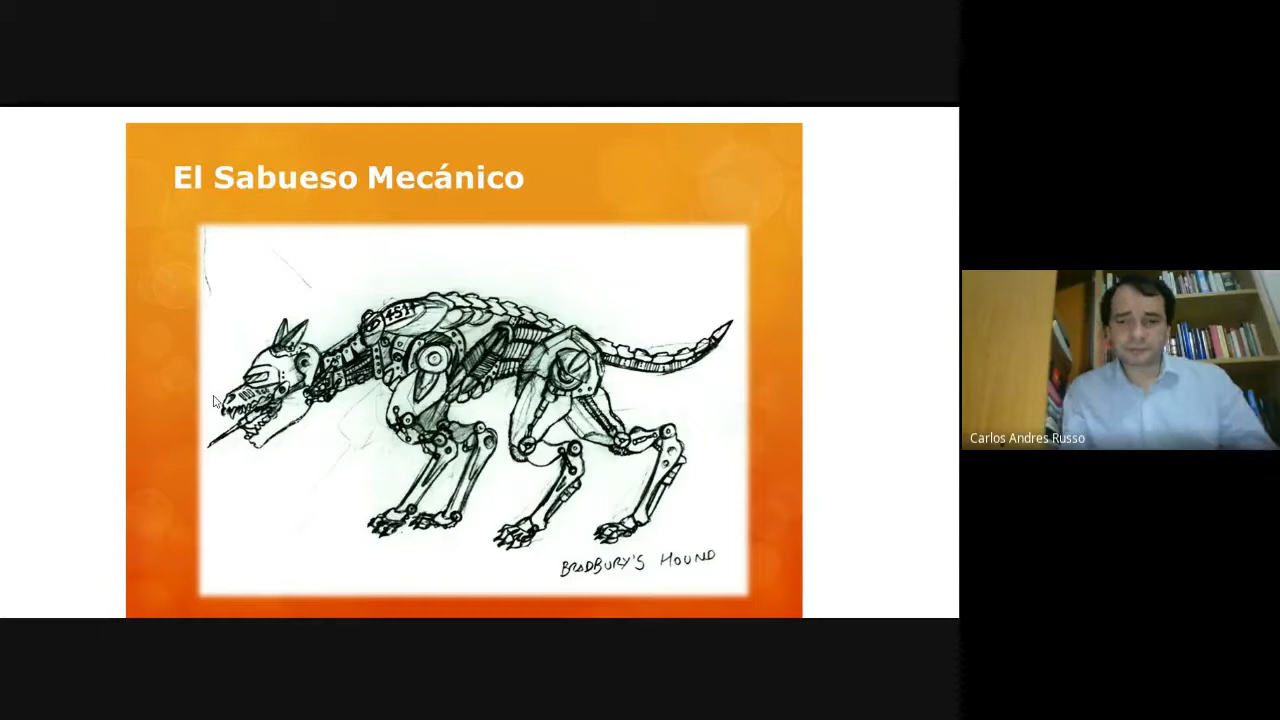 El Sabueso Mecánico
451
BRADBURY'S HOUND
Carlos Andres Russo